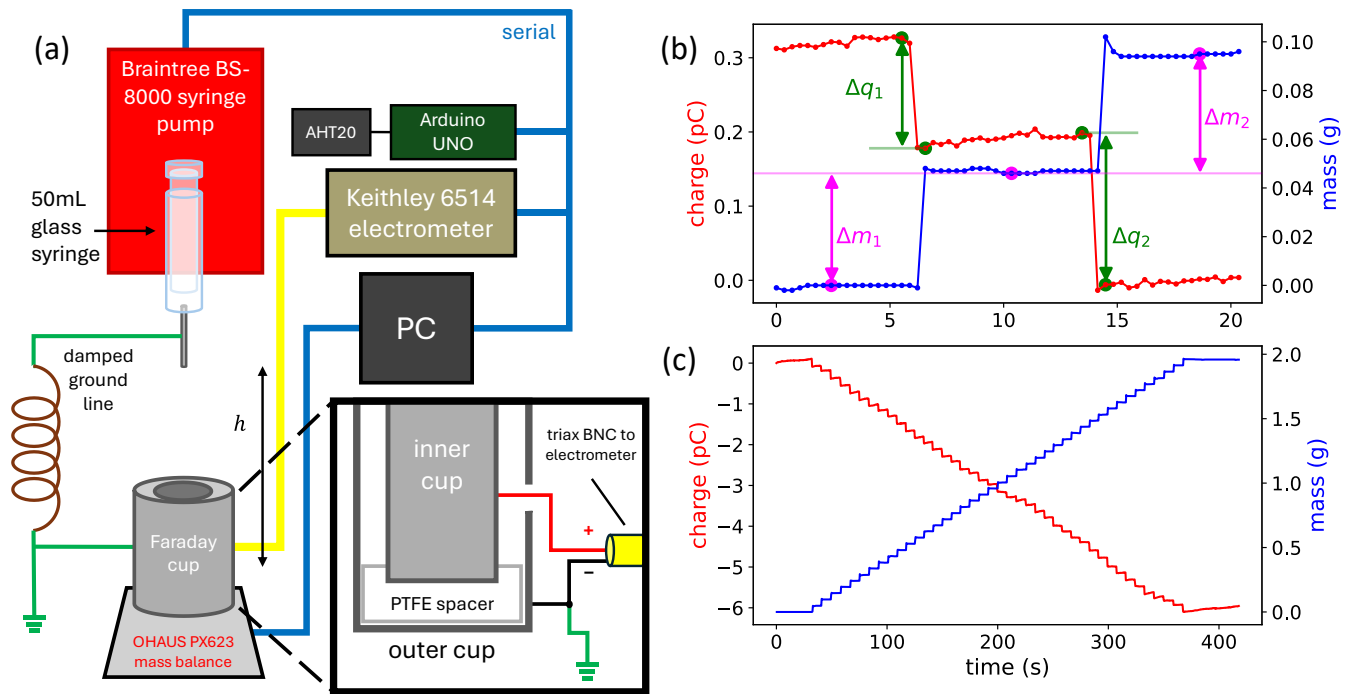 (a)
serial
Braintree BS-
8000 syringe
pump
50mL
glass
syringe
AHT20
Arduino
UNO
Keithley 6514
electrometer
PC
damped
ground
line
h
Faraday
cup
OHAUS PX623
mass balance
inner
cup
triax BNC to
electrometer
+
−
PTFE spacer
outer cup
(b)
charge (pC)
0.3
0.2
0.1
0.0
Δq1
Δm1
Δq2
Δm2
0.10
0.08
0.06
0.04
0.02
0.00
mass (g)
0
5
10
15
20
(c)
charge (pC)
0
−1
−2
−3
−4
−5
−6
2.0
1.5
1.0
0.5
0.0
mass (g)
0
100
200
300
400
time (s)